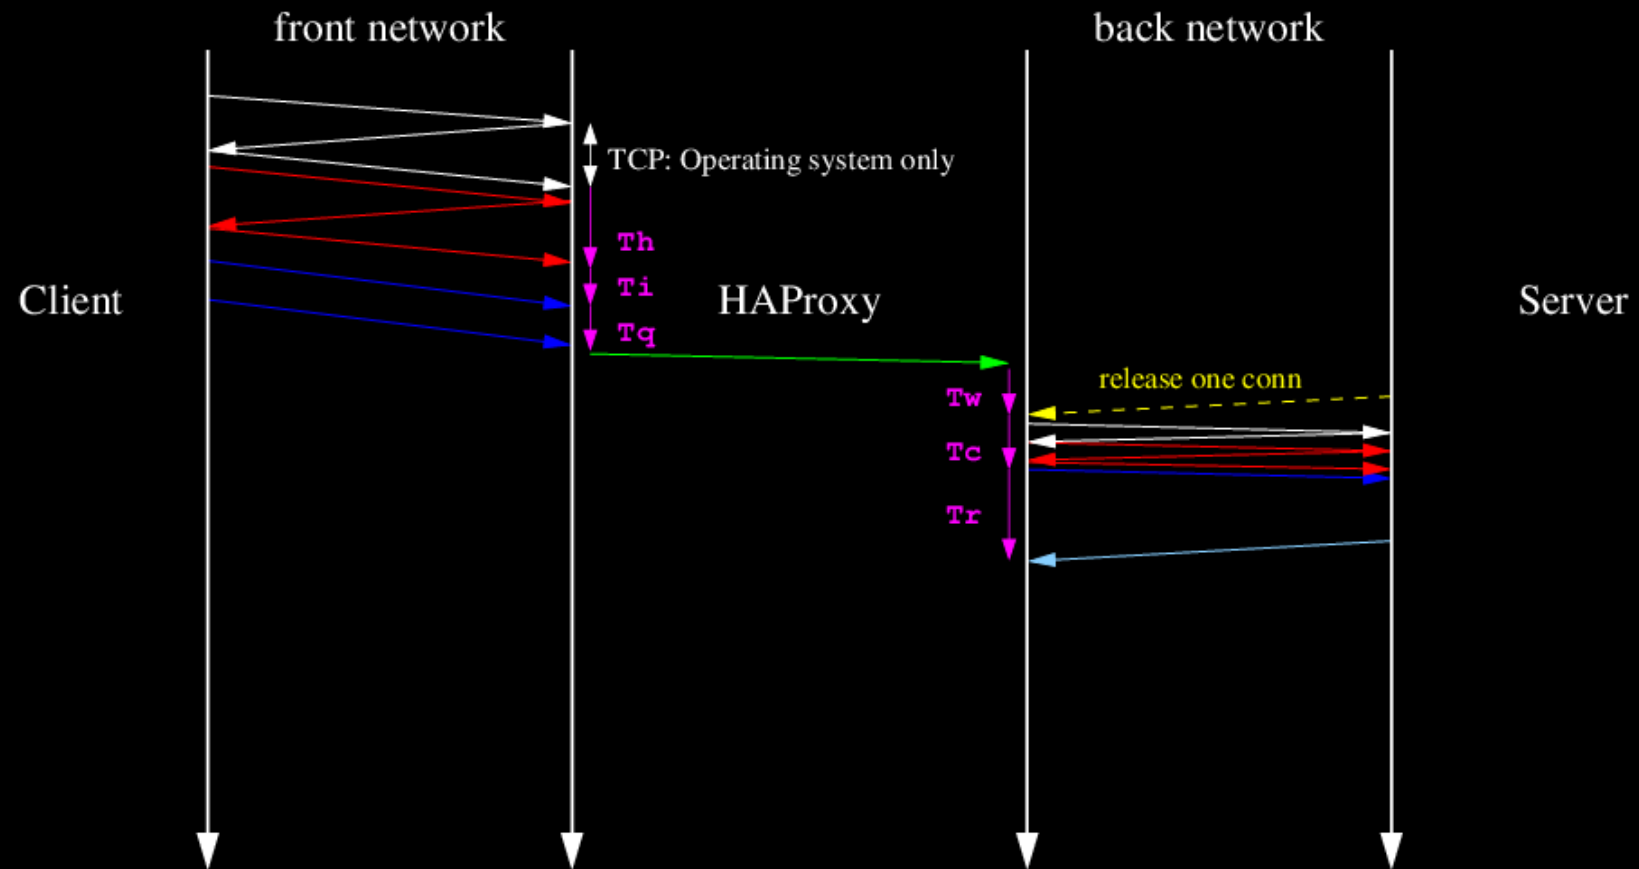 front network
back network
TCP: Operating system only
Th
Ti
Client
HAProxy
Server
Tq
release one conn
Tw
Tc
Tr